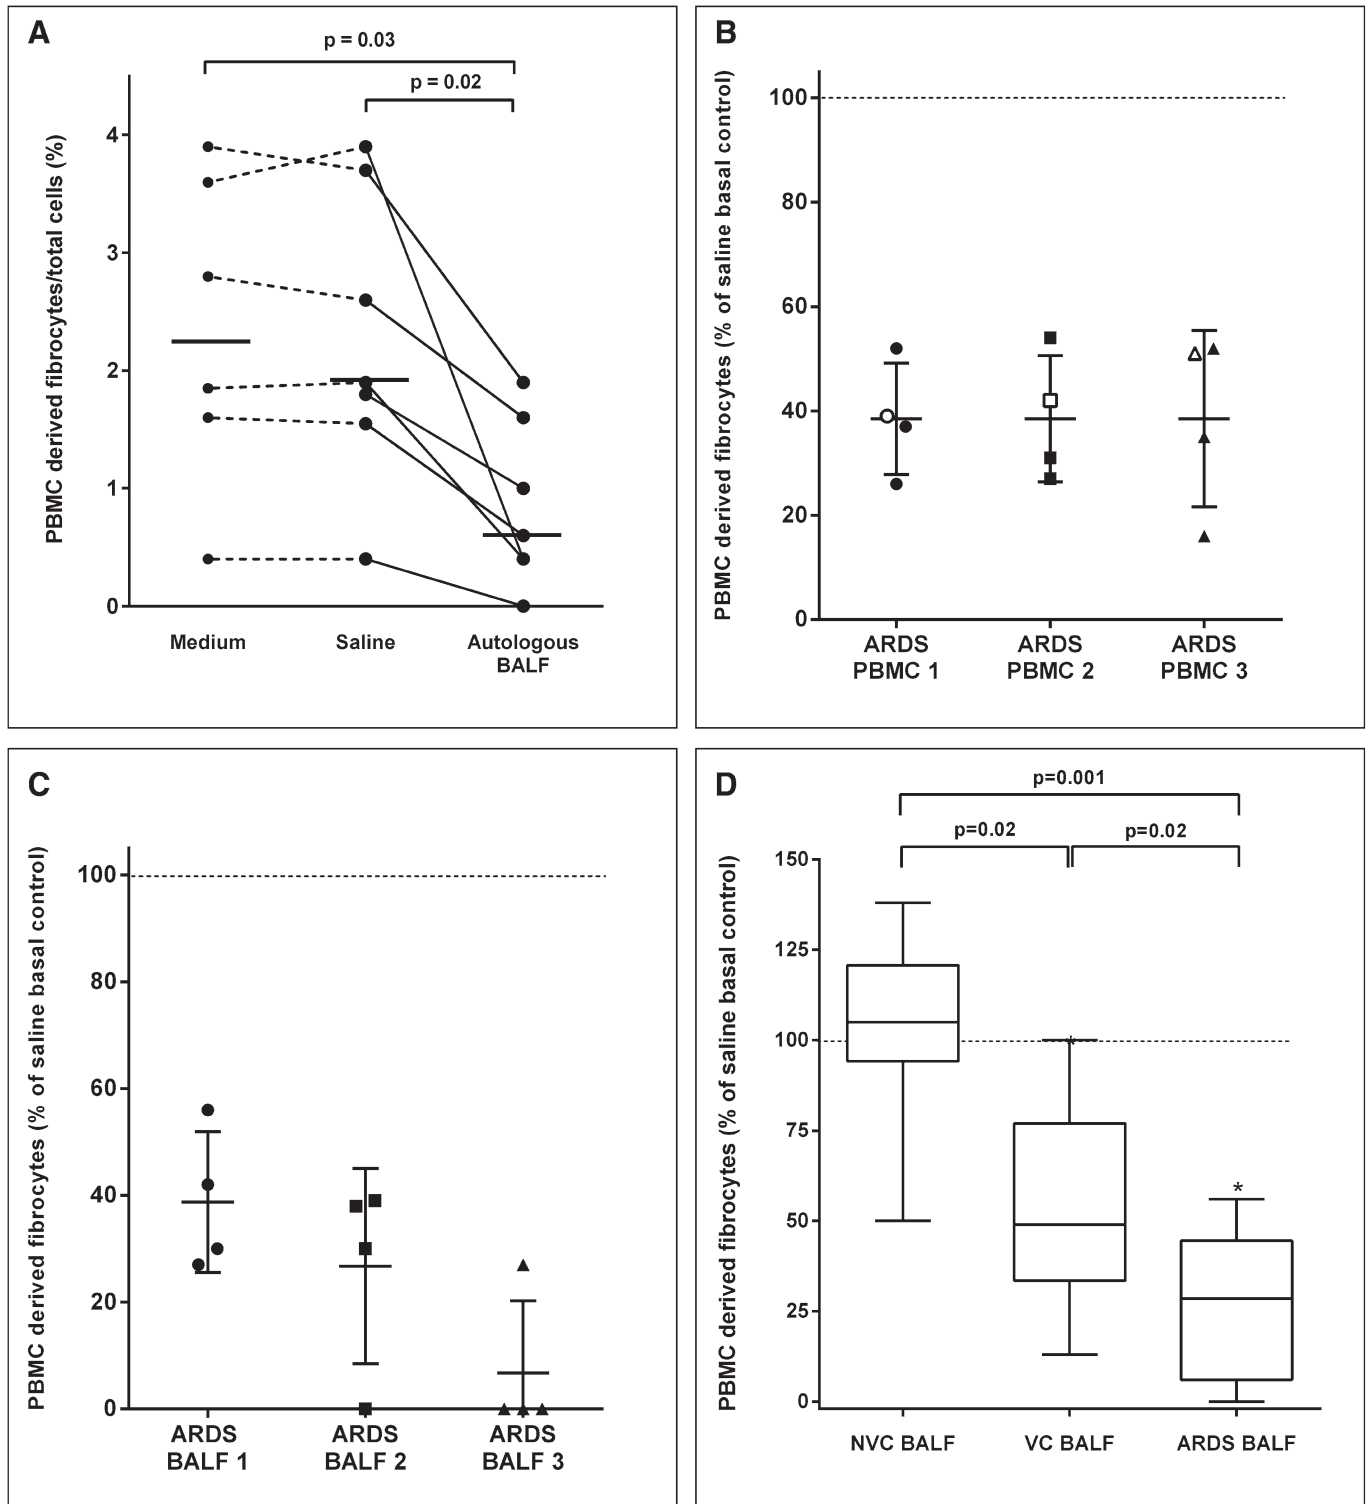 A
p = 0.03
p = 0.02
PBMC derived fibrocytes/total cells (%)
4
3
2
1
0
Medium
Saline
Autologous
BALF
B
PBMC derived fibrocytes (% of saline basal control)
100
80
60
40
20
0
ARDS
PBMC 1
ARDS
PBMC 2
ARDS
PBMC 3
C
PBMC derived fibrocytes (% of saline basal control)
100
80
60
40
20
0
ARDS
BALF 1
ARDS
BALF 2
ARDS
BALF 3
D
p=0.001
p=0.02
p=0.02
PBMC derived fibrocytes (% of saline basal control)
150
125
100
75
50
25
0
*
*
NVC BALF
VC BALF
ARDS BALF